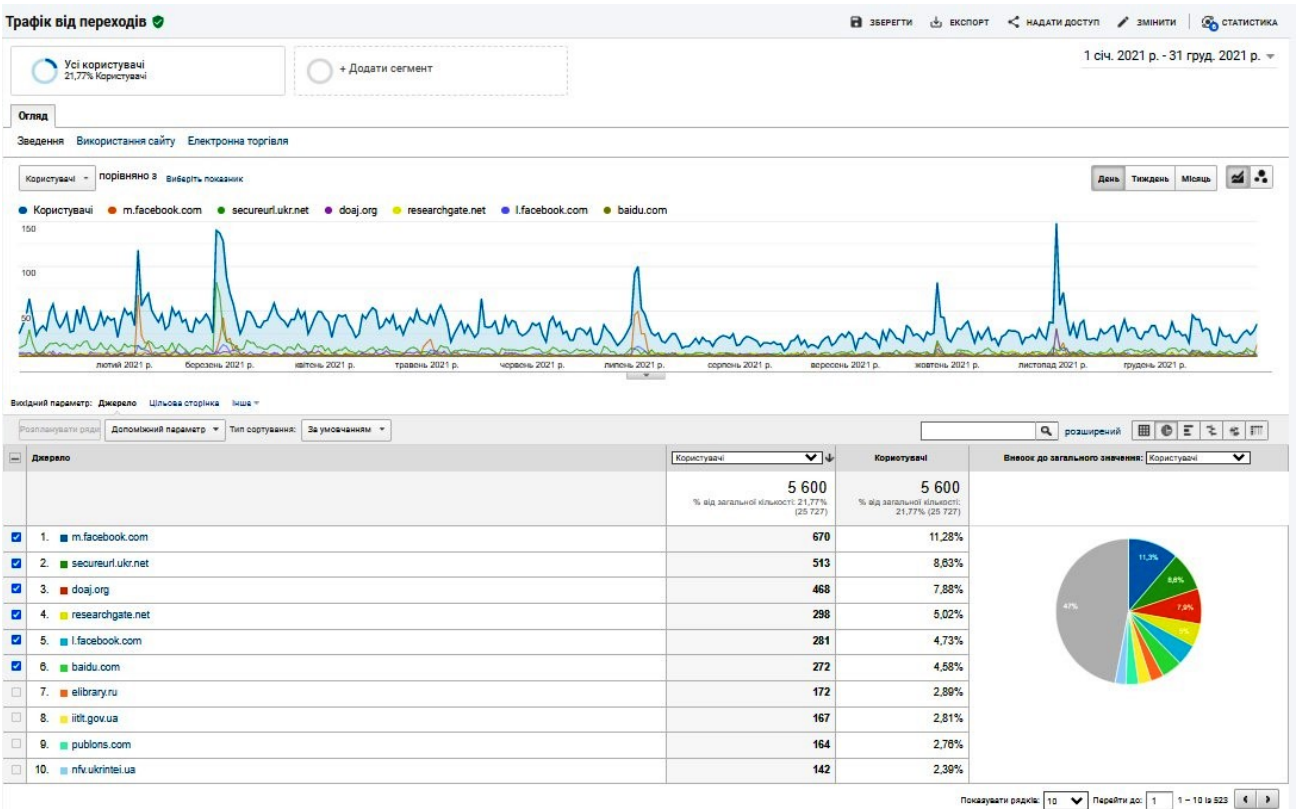 Трафік від переходів
ЗБЕРЕГТИ ЕКСПОРТ НАДАТИ ДОСТУП ЗМІНИТИ СТАТИСТИКА
1 січ. 2021 р. - 31 груд. 2021 р.
Усі користувачі
21,77% Користувачі
+ Додати сегмент
Огляд
Зведення Використання сайту Електронна торгівля
Користувачі порівняно з Виберіть показник
День Тиждень Місяць
Користувачі m.facebook.com secureurl.ukr.net doaj.org researchgate.net l.facebook.com baidu.com
150
100
50
лютий 2021 р. березень 2021 р. квітень 2021 р. травень 2021 р. червень 2021 р. липень 2021 р. серпень 2021 р. вересень 2021 р. жовтень 2021 р. листопад 2021 р. грудень 2021 р.
Вихідний параметр: Джерело Цільова сторінка Інше
Розпланувати ряди Допоміжний параметр Тип сортування: За умовчанням розширений
Джерело Користувачі Користувачі Внесок до загального значення: Користувачі
5 600 5 600
% від загальної кількості: 21,77% (25 727) % від загальної кількості: 21,77% (25 727)
1. m.facebook.com 670 11,28%
2. secureurl.ukr.net 513 8,63%
3. doaj.org 468 7,88%
4. researchgate.net 298 5,02%
5. l.facebook.com 281 4,73%
6. baidu.com 272 4,58%
7. elibrary.ru 172 2,89%
8. iitlt.gov.ua 167 2,81%
9. publons.com 164 2,76%
10. nfv.ukrintei.ua 142 2,39%
11,3%
8,6%
7,9%
5%
47%
Показувати рядків: 10 Перейти до: 1 1 – 10 із 523